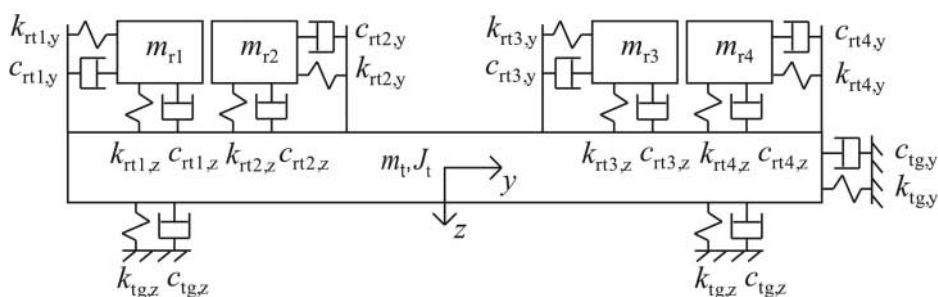 k_rt1,y m_r1 m_r2 c_rt2,y k_rt3,y m_r3 m_r4 c_rt4,y
c_rt1,y k_rt2,y c_rt3,y k_rt4,y
k_rt1,z c_rt1,z k_rt2,z c_rt2,z m_t,J_t k_rt3,z c_rt3,z k_rt4,z c_rt4,z c_tg,y
y k_tg,y
z
k_tg,z c_tg,z k_tg,z c_tg,z